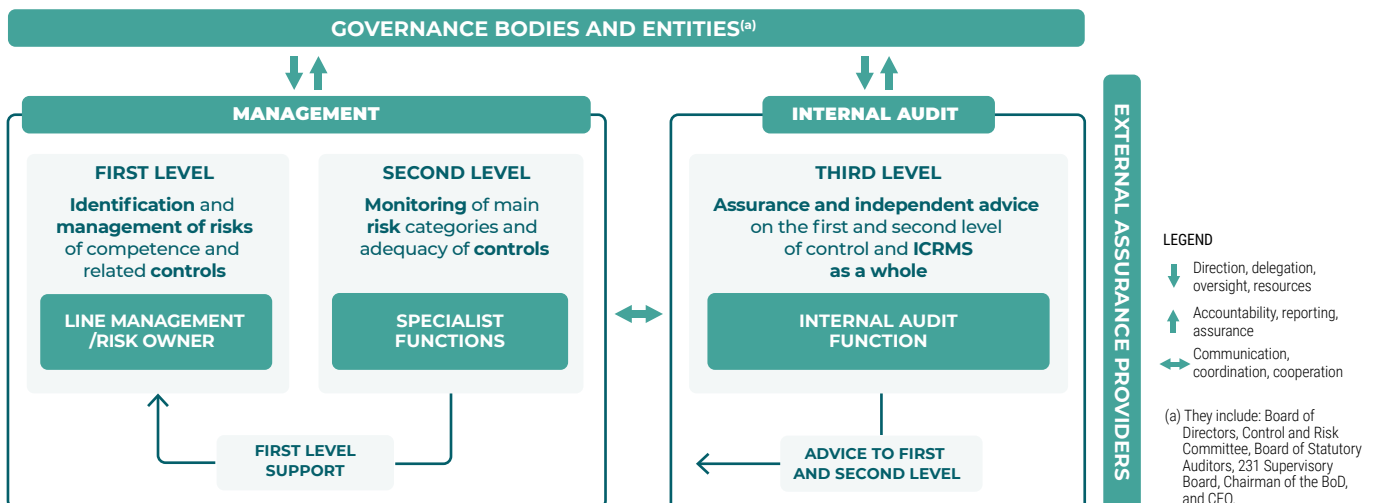 GOVERNANCE BODIES AND ENTITIES(a)
MANAGEMENT
FIRST LEVEL
Identification and
management of risks
of competence and
related controls
LINE MANAGEMENT
/RISK OWNER
SECOND LEVEL
Monitoring of main
risk categories and
adequacy of controls
SPECIALIST
FUNCTIONS
FIRST LEVEL
SUPPORT
INTERNAL AUDIT
THIRD LEVEL
Assurance and independent advice
on the first and second level
of control and ICRMS
as a whole
INTERNAL AUDIT
FUNCTION
ADVICE TO FIRST
AND SECOND LEVEL
EXTERNAL ASSURANCE PROVIDERS
LEGEND
Direction, delegation,
oversight, resources
Accountability, reporting,
assurance
Communication,
coordination, cooperation
(a) They include: Board of
Directors, Control and Risk
Committee, Board of Statutory
Auditors, 231 Supervisory
Board, Chairman of the BoD,
and CEO